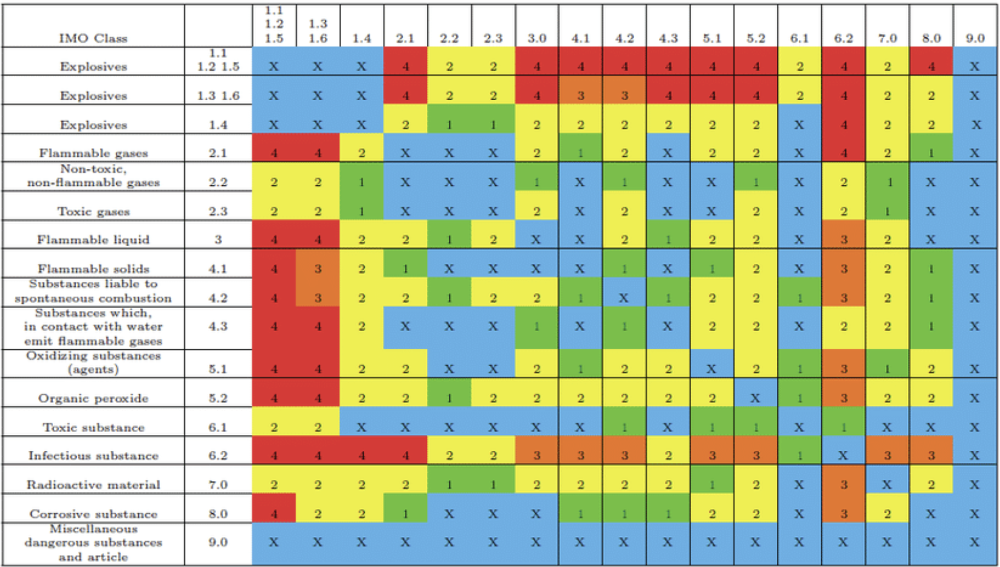 1.1
1.2 1.3
IMO Class 1.5 1.6 1.4 2.1 2.2 2.3 3.0 4.1 4.2 4.3 5.1 5.2 6.1 6.2 7.0 8.0 9.0
1.1
Explosives 1.2 1.5 X X X 4 2 2 4 4 4 4 4 4 2 4 2 4 X
Explosives 1.3 1.6 X X X 4 2 2 4 3 3 4 4 4 2 4 2 2 X
Explosives 1.4 X X X 2 1 1 2 2 2 2 2 2 X 4 2 2 X
Flammable gases 2.1 4 4 2 X X X 2 1 2 X 2 2 X 4 2 1 X
Non-toxic,
non-flammable gases 2.2 2 2 1 X X X 1 X 1 X X 1 X 2 1 X X
Toxic gases 2.3 2 2 1 X X X 2 X 2 X X 2 X 2 1 X X
Flammable liquid 3 4 4 2 2 1 2 X X 2 1 2 2 X 3 2 X X
Flammable solids 4.1 4 3 2 1 X X X X 1 X 1 2 X 3 2 1 X
Substances liable to
spontaneous combustion 4.2 4 3 2 2 1 2 2 1 X 1 2 2 1 3 2 1 X
Substances which,
in contact with water 4.3 4 4 2 X X X 1 X 1 X 2 2 X 2 2 1 X
emit flammable gases
Oxidizing substances
(agents) 5.1 4 4 2 2 X X 2 1 2 2 X 2 1 3 1 2 X
Organic peroxide 5.2 4 4 2 2 1 2 2 2 2 2 2 X 1 3 2 2 X
Toxic substance 6.1 2 2 X X X X X X 1 X 1 1 X 1 X X X
Infectious substance 6.2 4 4 4 4 2 2 3 3 3 2 3 3 1 X 3 3 X
Radioactive material 7.0 2 2 2 2 1 1 2 2 2 2 1 2 X 3 X 2 X
Corrosive substance 8.0 4 2 2 1 X X X 1 1 1 2 2 X 3 2 X X
Miscellaneous
dangerous substances 9.0 X X X X X X X X X X X X X X X X X
and article